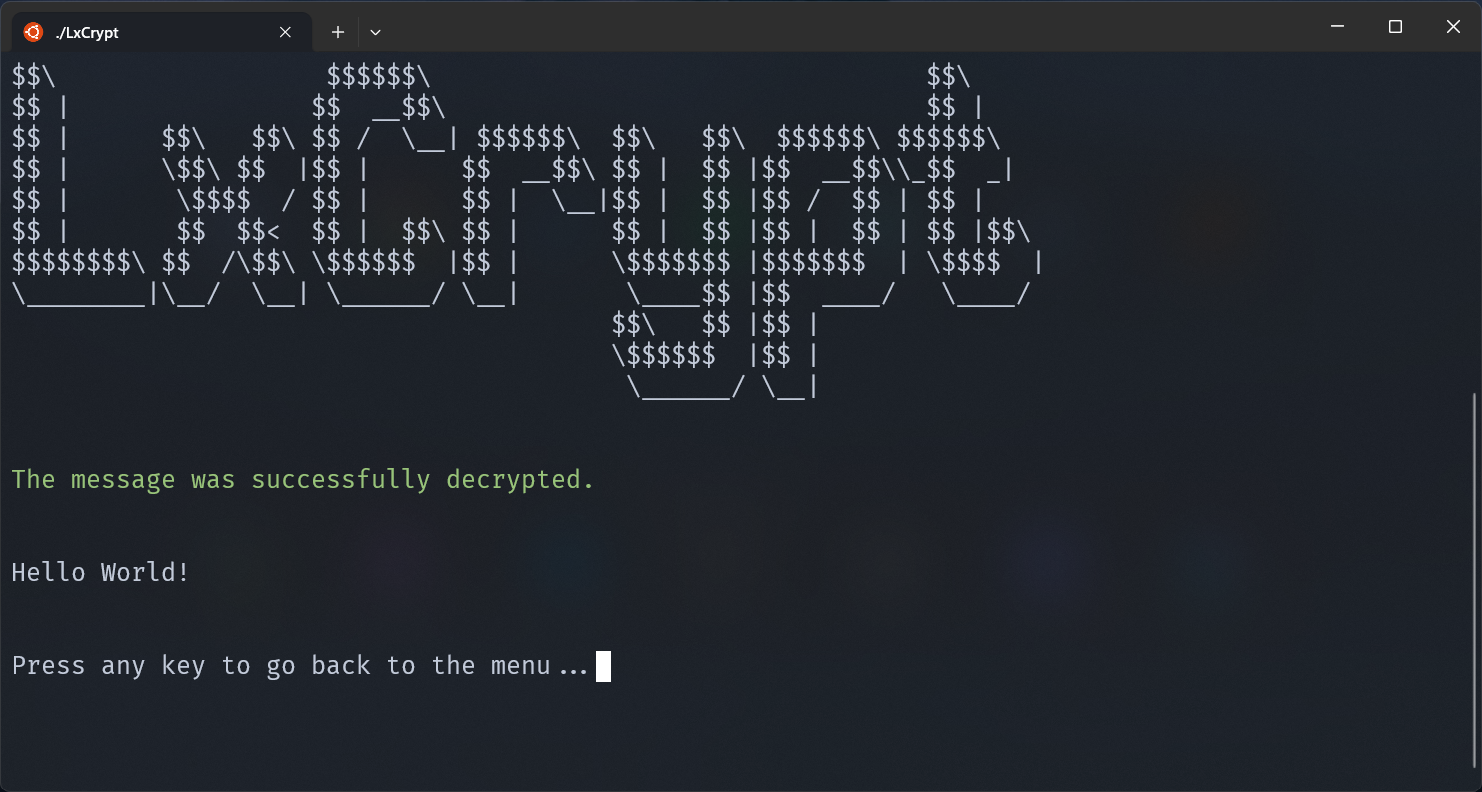 ./LxCrypt
$$\                  $$$$$$\                                 $$\
$$ |                $$  __$$\                                $$ |
$$ |      $$\   $$\ $$ /  \__| $$$$$$\  $$\   $$\  $$$$$$\ $$$$$$\
$$ |      \$$\ $$  |$$ |      $$  __$$\ $$ |  $$ |$$  __$$\\_$$  _|
$$ |       \$$$$  / $$ |      $$ |  \__|$$ |  $$ |$$ /  $$ | $$ |
$$ |       $$  $$<  $$ |  $$\ $$ |      $$ |  $$ |$$ |  $$ | $$ |$$\
$$$$$$$$\ $$  /\$$\ \$$$$$$  |$$ |      \$$$$$$$ |$$$$$$$  | \$$$$  |
\________|\__/  \__| \______/ \__|       \____$$ |$$  ____/   \____/
                                        $$\   $$ |$$ |
                                        \$$$$$$  |$$ |
                                         \______/ \__|
The message was successfully decrypted.
Hello World!
Press any key to go back to the menu...